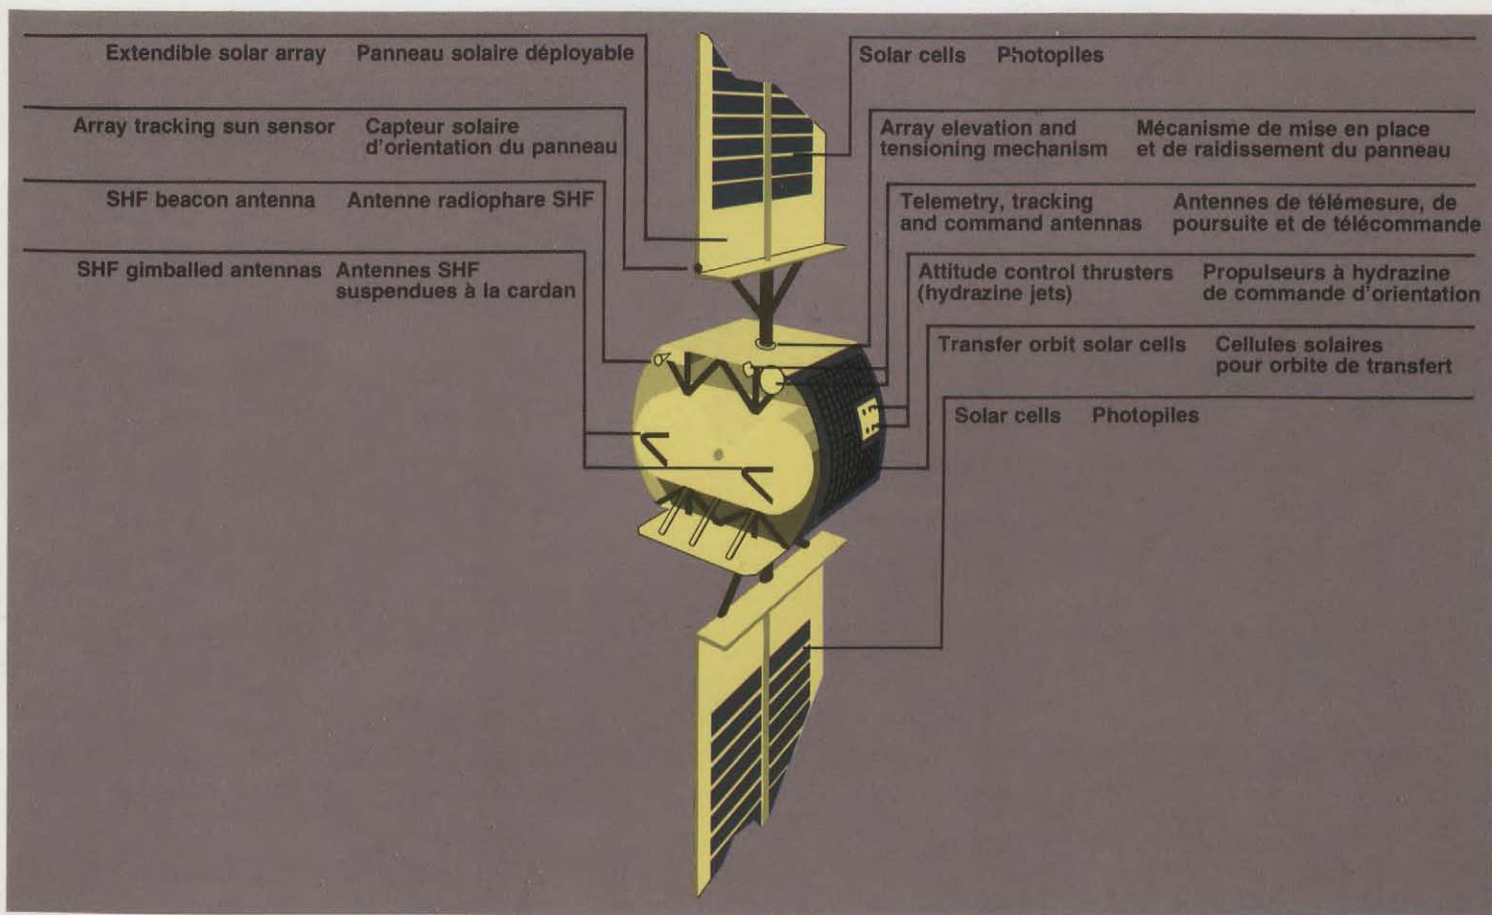 Extendible solar array Panneau solaire déployable
Array tracking sun sensor Capteur solaire
d'orientation du panneau
SHF beacon antenna Antenne radiophare SHF
SHF gimballed antennas Antennes SHF
suspendues à la cardan
Solar cells Photopiles
Array elevation and Mécanisme de mise en place
tensioning mechanism et de raidissement du panneau
Telemetry, tracking Antennes de télémesure, de
and command antennas poursuite et de télécommande
Attitude control thrusters Propulseurs à hydrazine
(hydrazine jets) de commande d'orientation
Transfer orbit solar cells Cellules solaires
pour orbite de transfert
Solar cells Photopiles